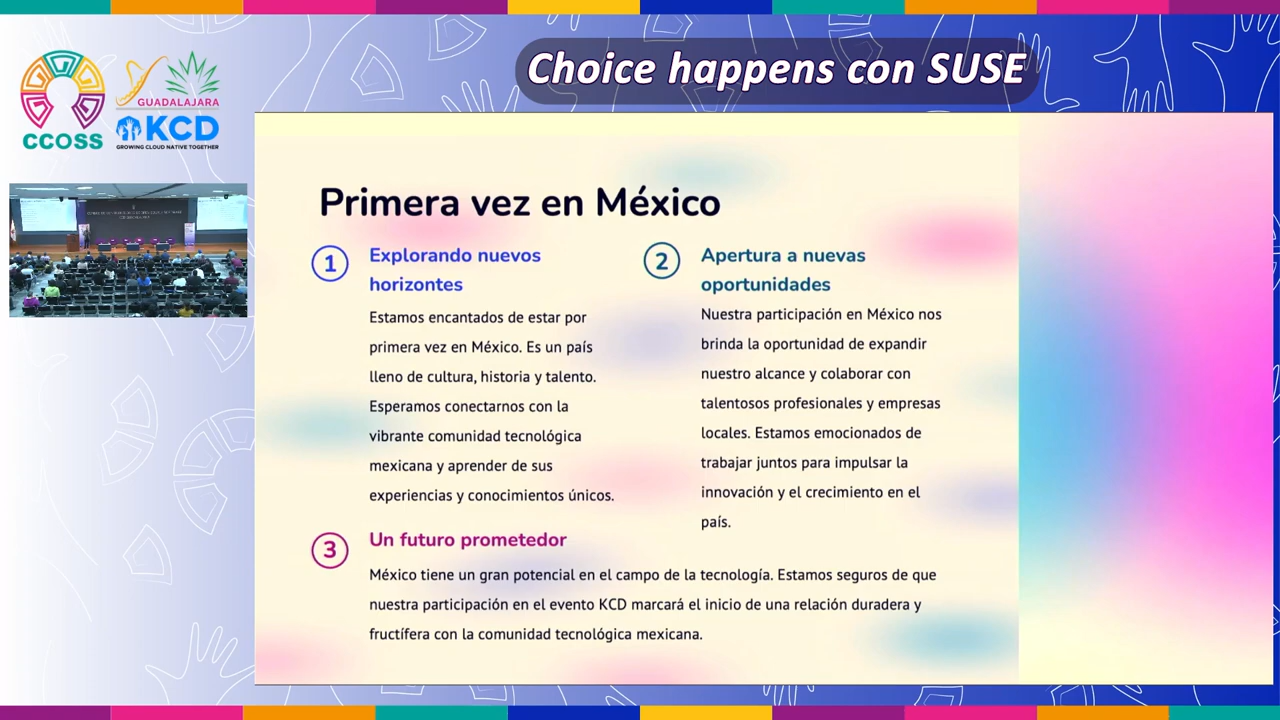 Choice happens con SUSE
CCOSS
GUADALAJARA
KCD
GROWING CLOUD NATIVE TOGETHER
Primera vez en México
1
Explorando nuevos
horizontes
Estamos encantados de estar por
primera vez en México. Es un país
lleno de cultura, historia y talento.
Esperamos conectarnos con la
vibrante comunidad tecnológica
mexicana y aprender de sus
experiencias y conocimientos únicos.
2
Apertura a nuevas
oportunidades
Nuestra participación en México nos
brinda la oportunidad de expandir
nuestro alcance y colaborar con
talentosos profesionales y empresas
locales. Estamos emocionados de
trabajar juntos para impulsar la
innovación y el crecimiento en el
país.
3
Un futuro prometedor
México tiene un gran potencial en el campo de la tecnología. Estamos seguros de que
nuestra participación en el evento KCD marcará el inicio de una relación duradera y
fructífera con la comunidad tecnológica mexicana.